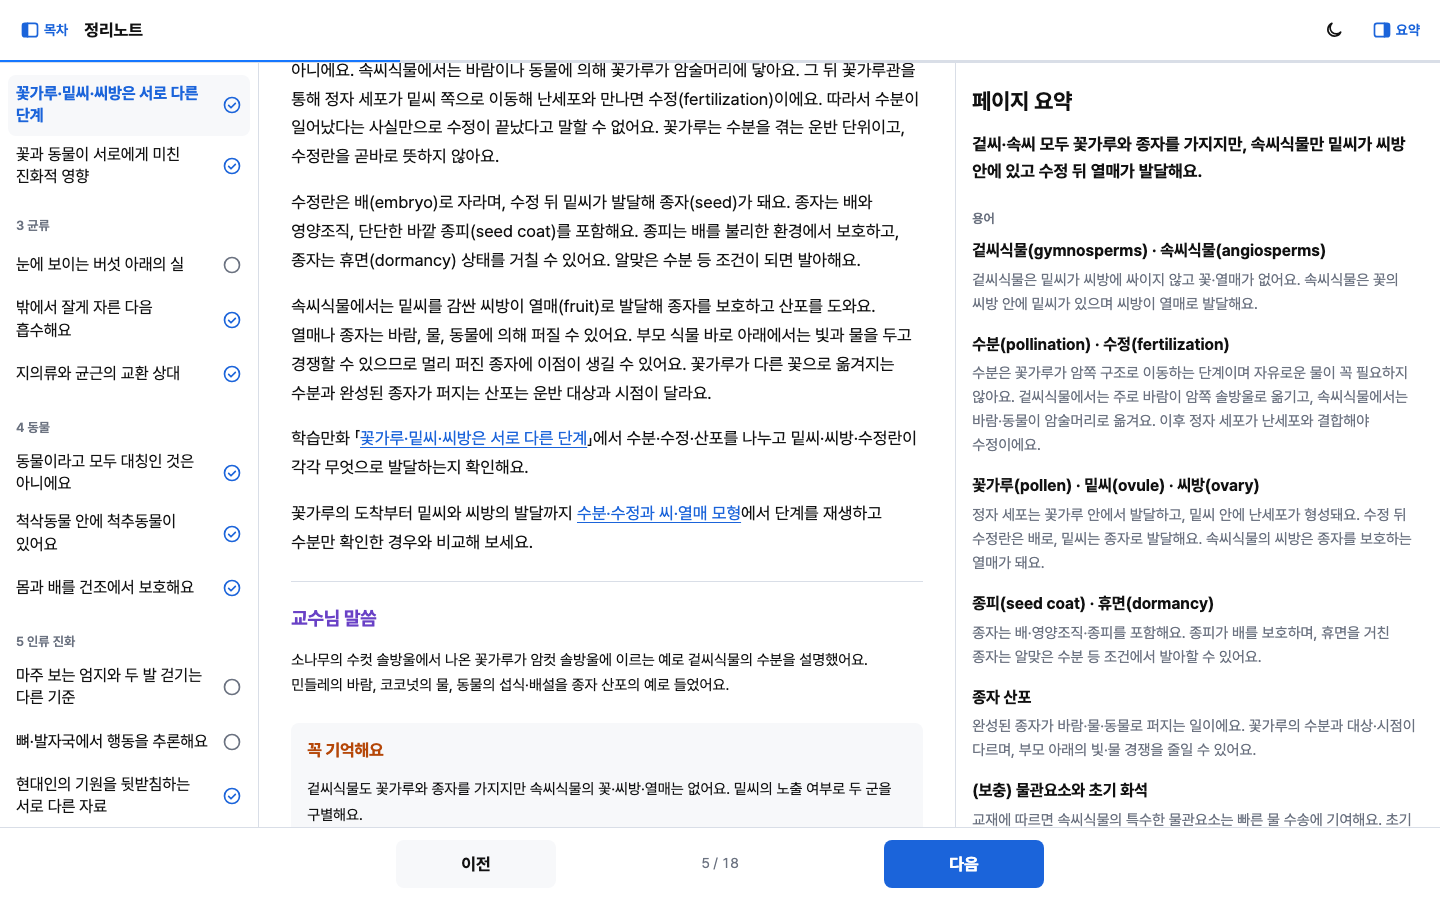 목차
정리노트
요약
꽃가루·밑씨·씨방은 서로 다른
단계
꽃과 동물이 서로에게 미친
진화적 영향
3 균류
눈에 보이는 버섯 아래의 실
밖에서 잘게 자른 다음
흡수해요
지의류와 균근의 교환 상대
4 동물
동물이라고 모두 대칭인 것은
아니에요
척삭동물 안에 척추동물이
있어요
몸과 배를 건조에서 보호해요
5 인류 진화
마주 보는 엄지와 두 발 걷기는
다른 기준
뼈·발자국에서 행동을 추론해요
현대인의 기원을 뒷받침하는
서로 다른 자료
아니에요. 속씨식물에서는 바람이나 동물에 의해 꽃가루가 암술머리에 닿아요. 그 뒤 꽃가루관을
통해 정자 세포가 밑씨 쪽으로 이동해 난세포와 만나면 수정(fertilization)이에요. 따라서 수분이
일어났다는 사실만으로 수정이 끝났다고 말할 수 없어요. 꽃가루는 수분을 겪는 운반 단위이고,
수정란을 곧바로 뜻하지 않아요.
수정란은 배(embryo)로 자라며, 수정 뒤 밑씨가 발달해 종자(seed)가 돼요. 종자는 배와
영양조직, 단단한 바깥 종피(seed coat)를 포함해요. 종피는 배를 불리한 환경에서 보호하고,
종자는 휴면(dormancy) 상태를 거칠 수 있어요. 알맞은 수분 등 조건이 되면 발아해요.
속씨식물에서는 밑씨를 감싼 씨방이 열매(fruit)로 발달해 종자를 보호하고 산포를 도와요.
열매나 종자는 바람, 물, 동물에 의해 퍼질 수 있어요. 부모 식물 바로 아래에서는 빛과 물을 두고
경쟁할 수 있으므로 멀리 퍼진 종자에 이점이 생길 수 있어요. 꽃가루가 다른 꽃으로 옮겨지는
수분과 완성된 종자가 퍼지는 산포는 운반 대상과 시점이 달라요.
학습만화 「꽃가루·밑씨·씨방은 서로 다른 단계」에서 수분·수정·산포를 나누고 밑씨·씨방·수정란이
각각 무엇으로 발달하는지 확인해요.
꽃가루의 도착부터 밑씨와 씨방의 발달까지 수분·수정과 씨·열매 모형에서 단계를 재생하고
수분만 확인한 경우와 비교해 보세요.
교수님 말씀
소나무의 수컷 솔방울에서 나온 꽃가루가 암컷 솔방울에 이르는 예로 겉씨식물의 수분을 설명했어요.
민들레의 바람, 코코넛의 물, 동물의 섭식·배설을 종자 산포의 예로 들었어요.
꼭 기억해요
겉씨식물도 꽃가루와 종자를 가지지만 속씨식물의 꽃·씨방·열매는 없어요. 밑씨의 노출 여부로 두 군을
구별해요.
페이지 요약
겉씨·속씨 모두 꽃가루와 종자를 가지지만, 속씨식물만 밑씨가 씨방
안에 있고 수정 뒤 열매가 발달해요.
용어
겉씨식물(gymnosperms) · 속씨식물(angiosperms)
겉씨식물은 밑씨가 씨방에 싸이지 않고 꽃·열매가 없어요. 속씨식물은 꽃의
씨방 안에 밑씨가 있으며 씨방이 열매로 발달해요.
수분(pollination) · 수정(fertilization)
수분은 꽃가루가 암쪽 구조로 이동하는 단계이며 자유로운 물이 꼭 필요하지
않아요. 겉씨식물에서는 주로 바람이 암쪽 솔방울로 옮기고, 속씨식물에서는
바람·동물이 암술머리로 옮겨요. 이후 정자 세포가 난세포와 결합해야
수정이에요.
꽃가루(pollen) · 밑씨(ovule) · 씨방(ovary)
정자 세포는 꽃가루 안에서 발달하고, 밑씨 안에 난세포가 형성돼요. 수정 뒤
수정란은 배로, 밑씨는 종자로 발달해요. 속씨식물의 씨방은 종자를 보호하는
열매가 돼요.
종피(seed coat) · 휴면(dormancy)
종자는 배·영양조직·종피를 포함해요. 종피가 배를 보호하며, 휴면을 거친
종자는 알맞은 수분 등 조건에서 발아할 수 있어요.
종자 산포
완성된 종자가 바람·물·동물로 퍼지는 일이에요. 꽃가루의 수분과 대상·시점이
다르며, 부모 아래의 빛·물 경쟁을 줄일 수 있어요.
(보충) 물관요소와 초기 화석
교재에 따르면 속씨식물의 특수한 물관요소는 빠른 물 수송에 기여해요. 초기
이전
5 / 18
다음